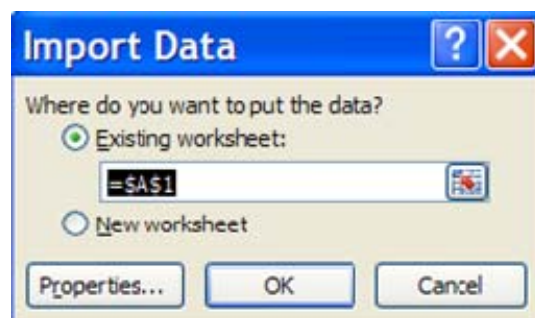 Import Data
Where do you want to put the data?
Existing worksheet:
=$A$1
New worksheet
Properties... OK Cancel